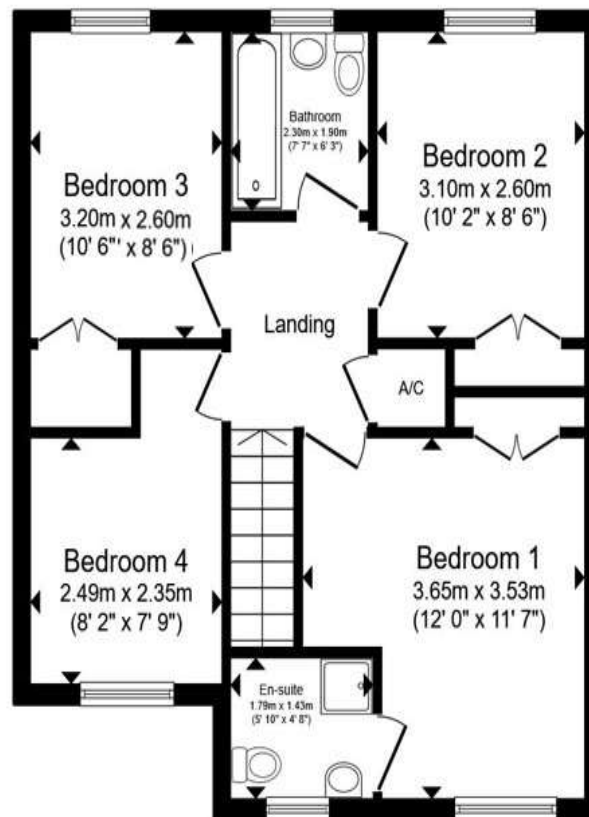 Bathroom
2.30m x 1.90m
(7' 7" x 6' 3")
Bedroom 3
3.20m x 2.60m
(10' 6" x 8' 6")
Bedroom 2
3.10m x 2.60m
(10' 2" x 8' 6")
Landing
A/C
Bedroom 4
2.49m x 2.35m
(8' 2" x 7' 9")
Bedroom 1
3.65m x 3.53m
(12' 0" x 11' 7")
En-suite
1.79m x 1.43m
(5' 10" x 4' 8")